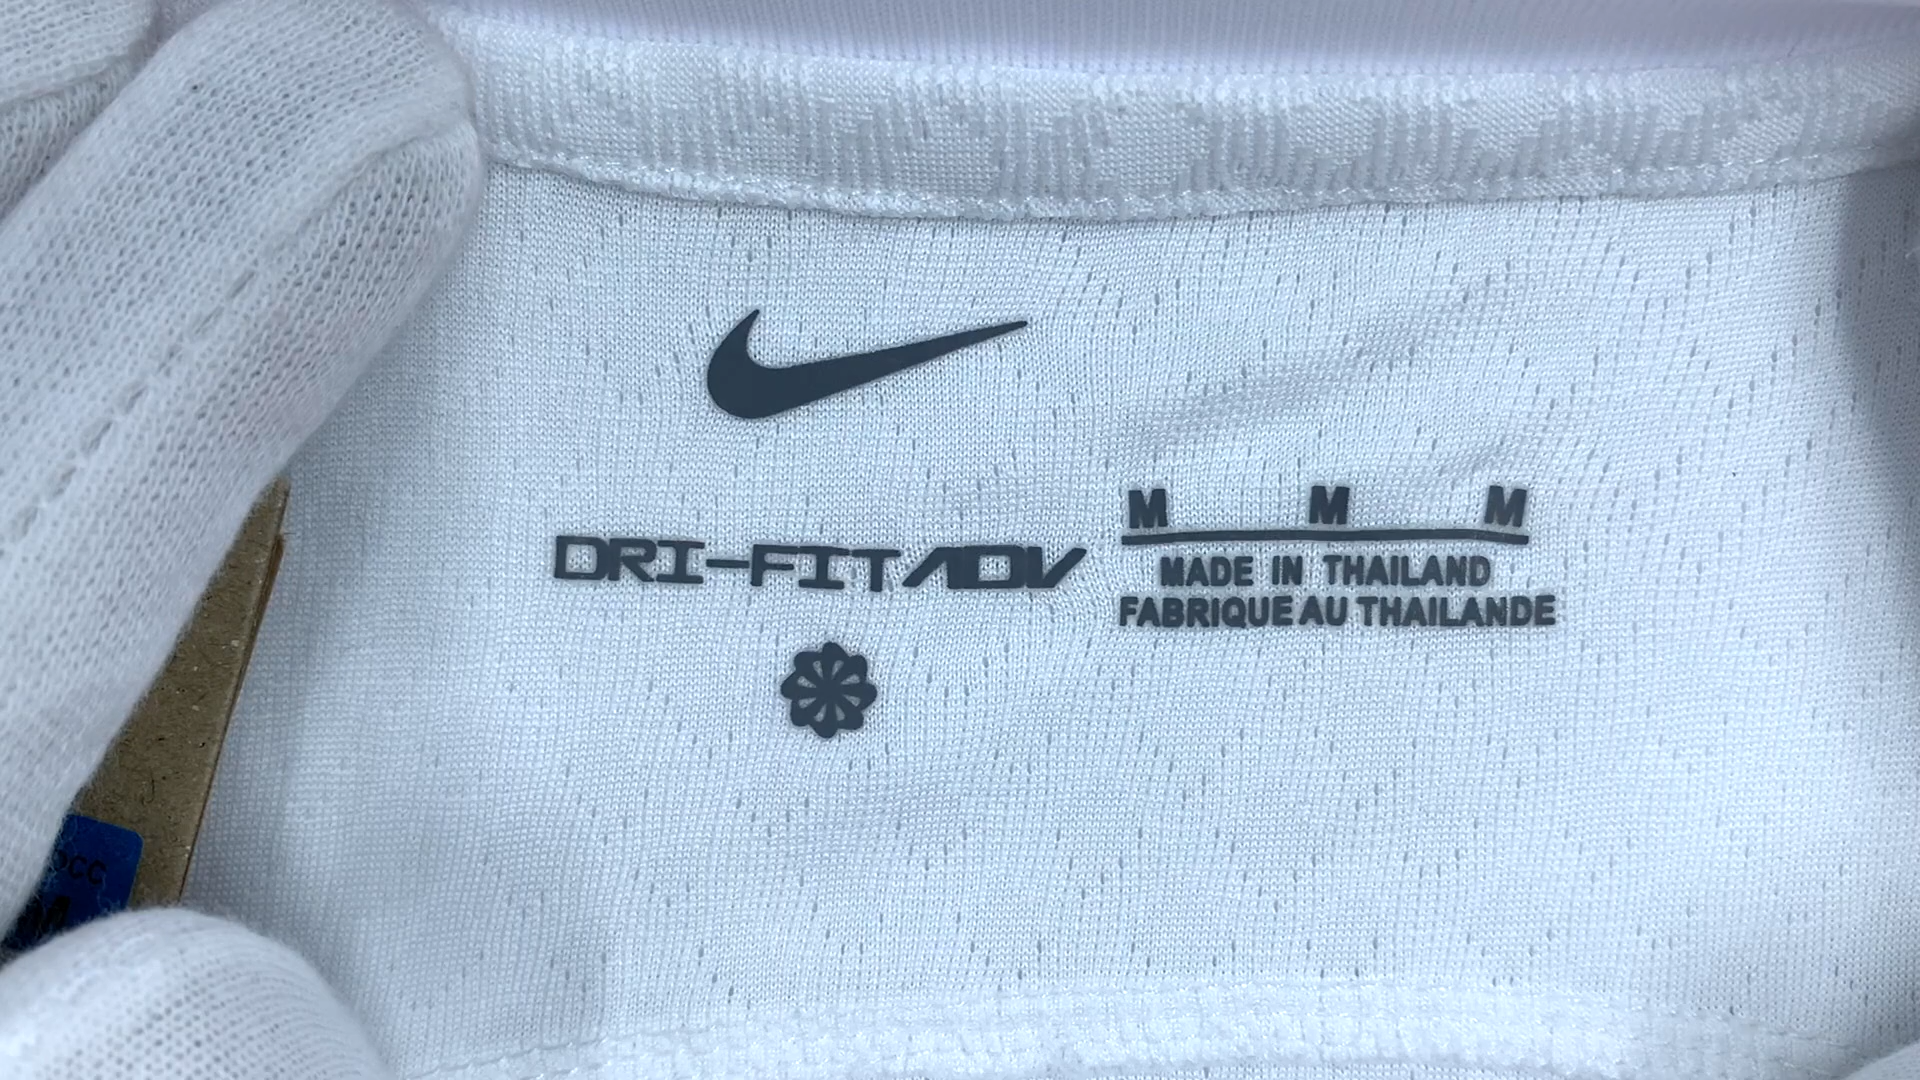 M M M
DRI-FIT ADV
MADE IN THAILAND
FABRIQUE AU THAILANDE